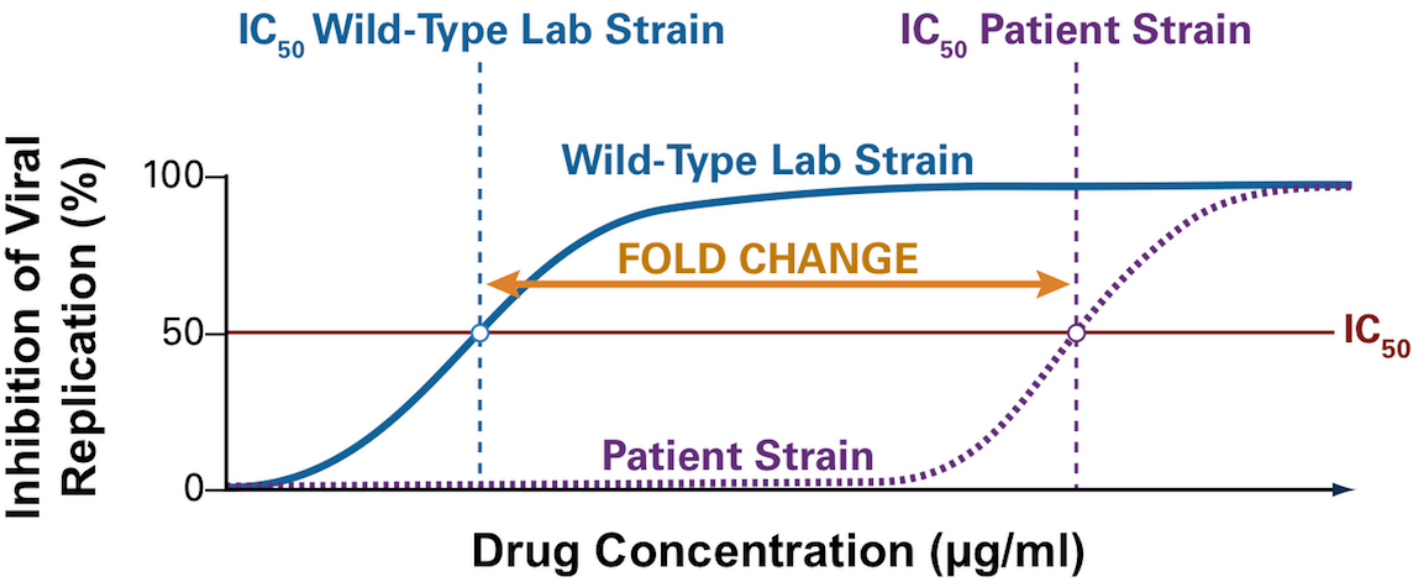 IC50 Wild-Type Lab Strain
IC50 Patient Strain
Inhibition of Viral
Replication (%)
100
Wild-Type Lab Strain
FOLD CHANGE
50
IC50
Patient Strain
0
Drug Concentration (µg/ml)